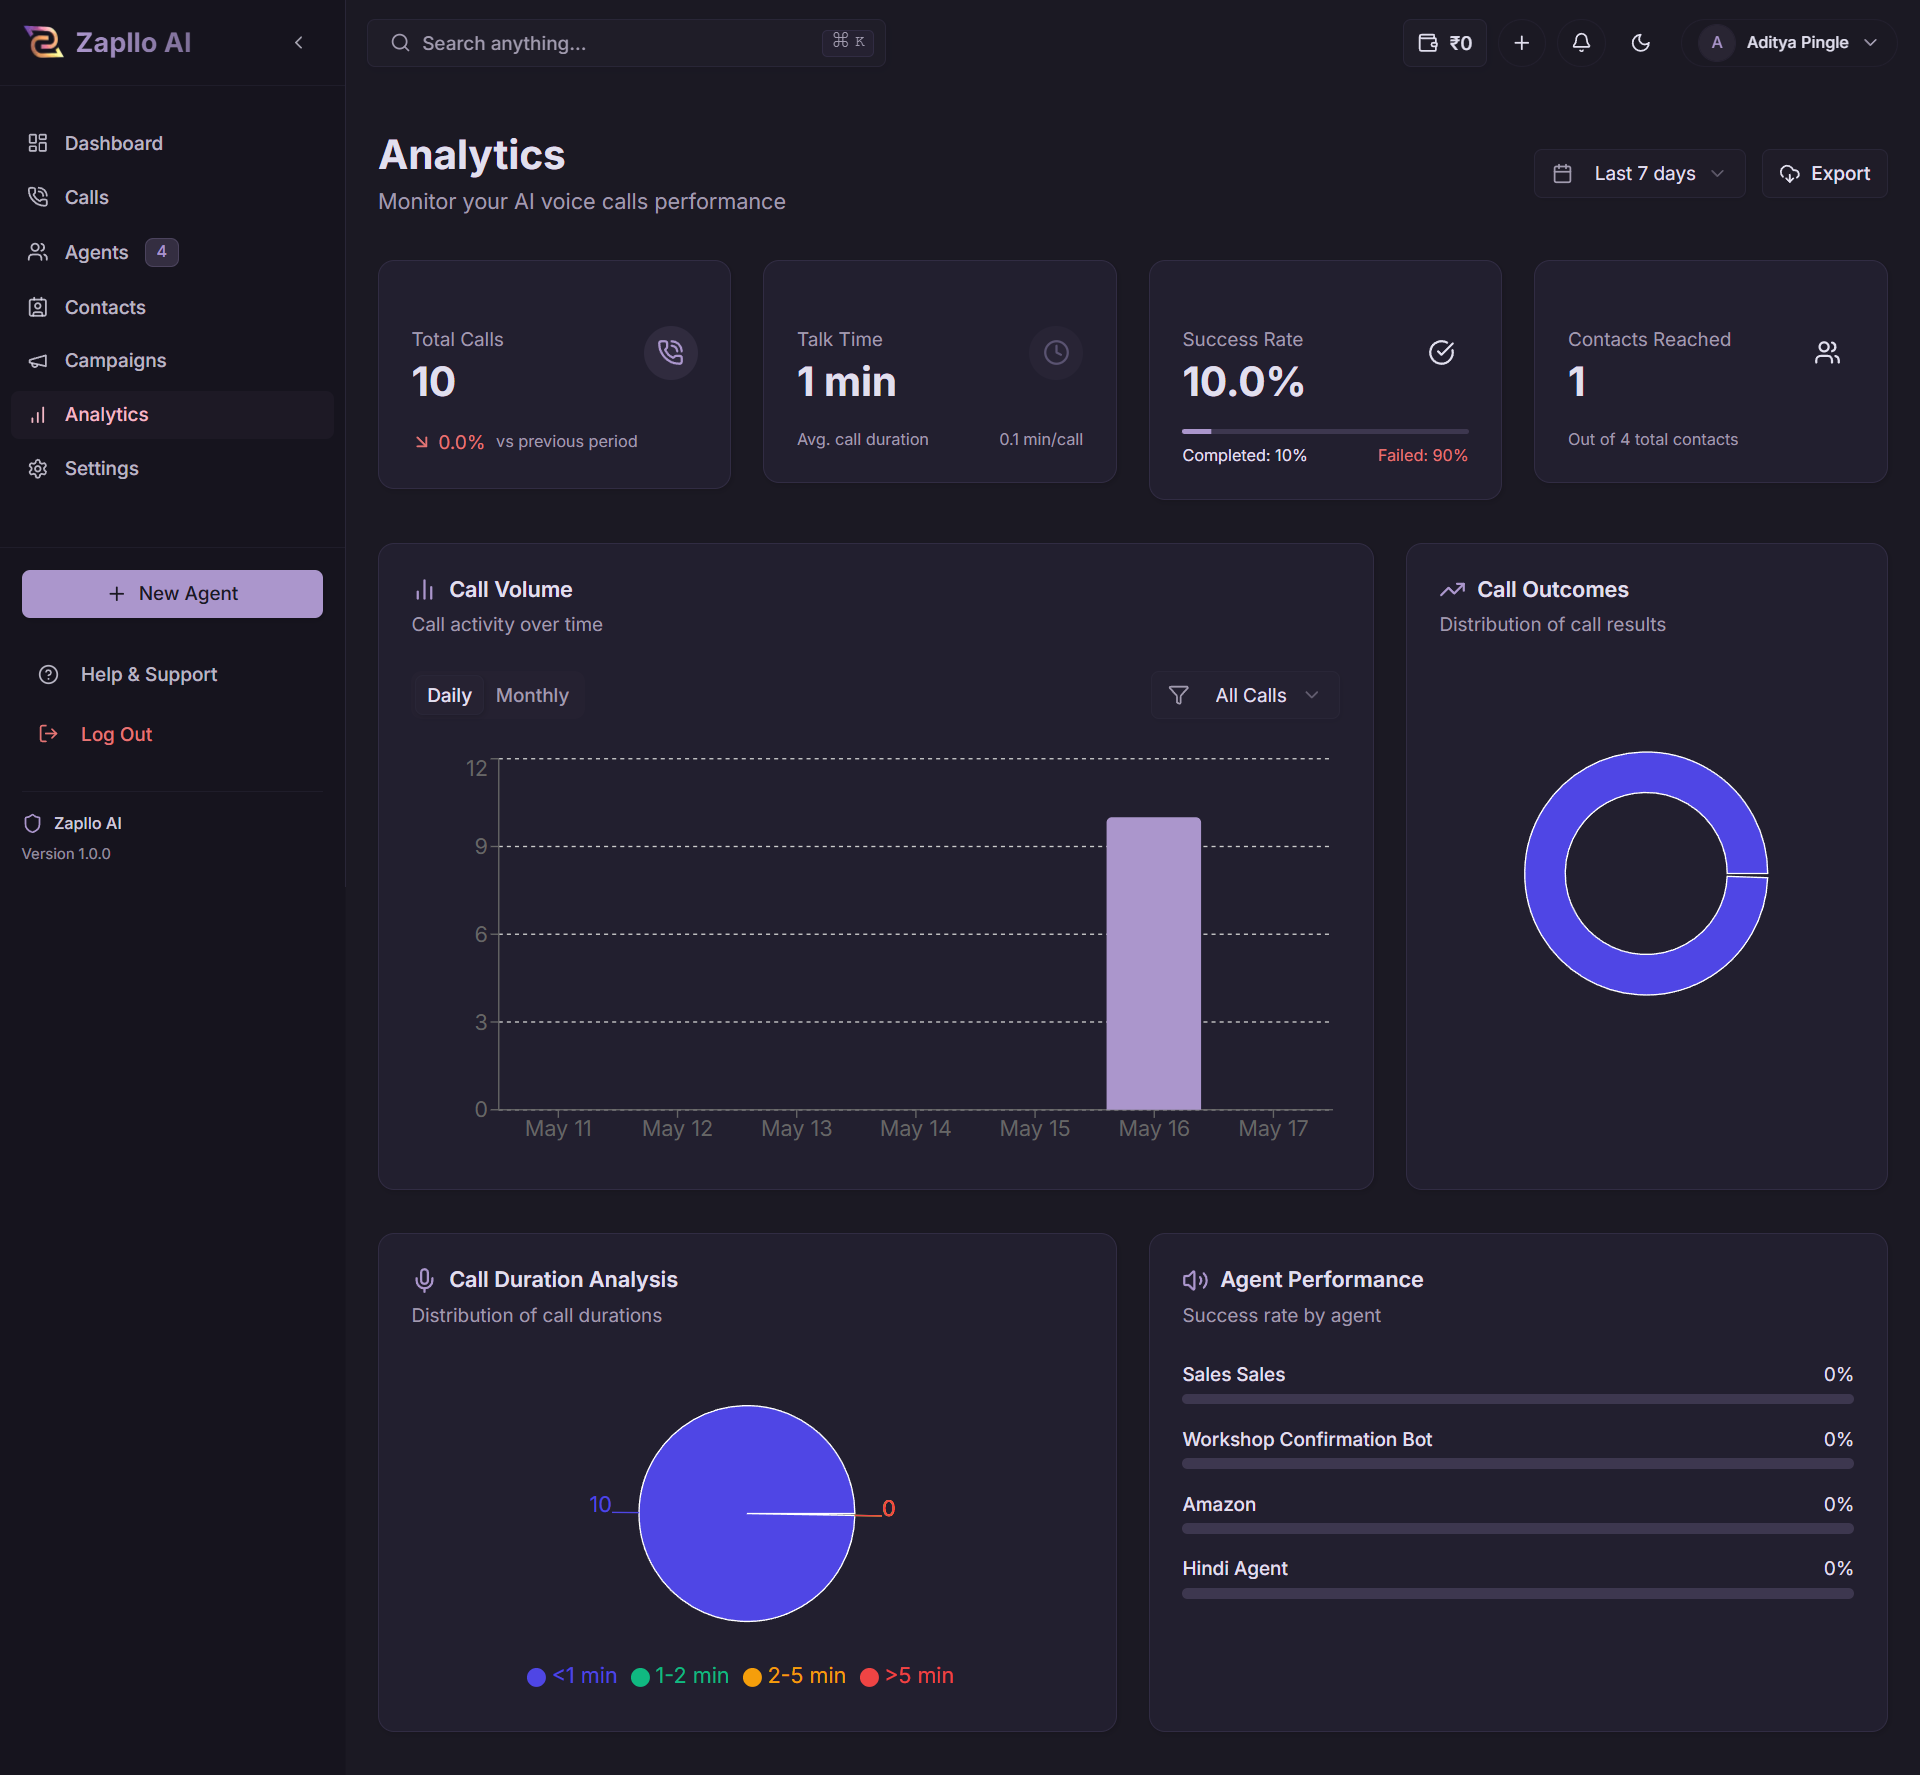 Zapllo AI
Search anything...
⌘ K
₹0
A
Aditya Pingle
Dashboard
Calls
Agents 4
Contacts
Campaigns
Analytics
Settings
New Agent
Help & Support
Log Out
Zapllo AI
Version 1.0.0
Analytics
Monitor your AI voice calls performance
Last 7 days
Export
Total Calls
10
0.0% vs previous period
Talk Time
1 min
Avg. call duration 0.1 min/call
Success Rate
10.0%
Completed: 10% Failed: 90%
Contacts Reached
1
Out of 4 total contacts
Call Volume
Call activity over time
Daily Monthly
All Calls
12
9
6
3
0
May 11 May 12 May 13 May 14 May 15 May 16 May 17
Call Outcomes
Distribution of call results
Call Duration Analysis
Distribution of call durations
10
0
<1 min 1-2 min 2-5 min >5 min
Agent Performance
Success rate by agent
Sales Sales 0%
Workshop Confirmation Bot 0%
Amazon 0%
Hindi Agent 0%